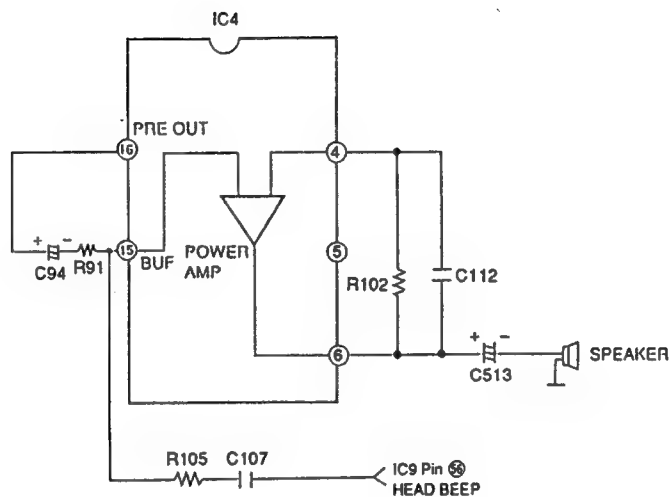 IC4
PRE OUT
16
4
+ -
15
BUF
C94
R91
POWER
AMP
5
R102
C112
6
+ -
C513
SPEAKER
R105
C107
IC9 Pin 56
HEAD BEEP